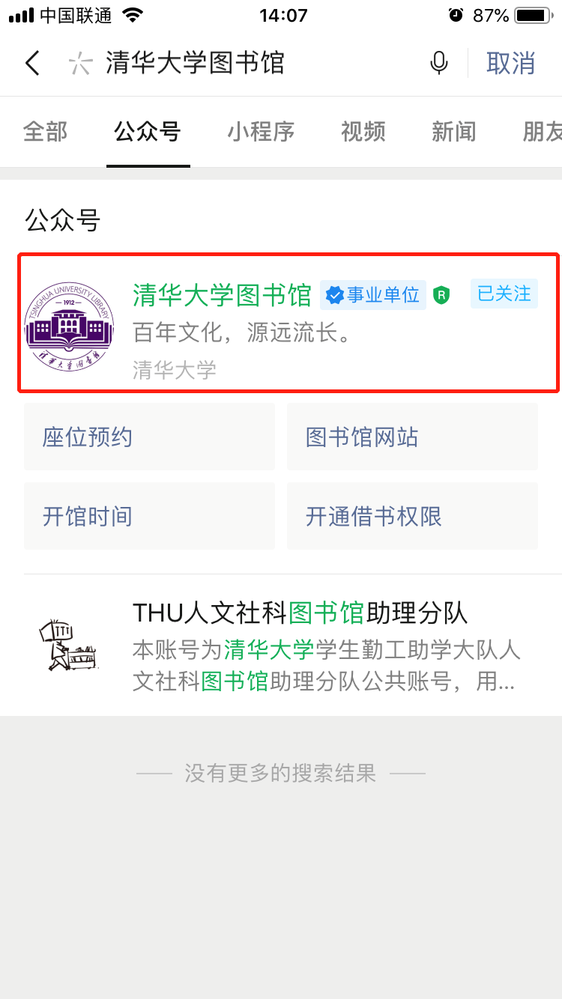 中国联通 14:07 87%
清华大学图书馆 取消
全部 公众号 小程序 视频 新闻 朋友
公众号
TSINGHUA UNIVERSITY LIBRARY
1912
清华大学图书馆
清华大学图书馆 事业单位 R 已关注
百年文化，源远流长。
清华大学
座位预约 图书馆网站
开馆时间 开通借书权限
THU人文社科图书馆助理分队
本账号为清华大学学生勤工助学大队人
文社科图书馆助理分队公共账号，用...
没有更多的搜索结果